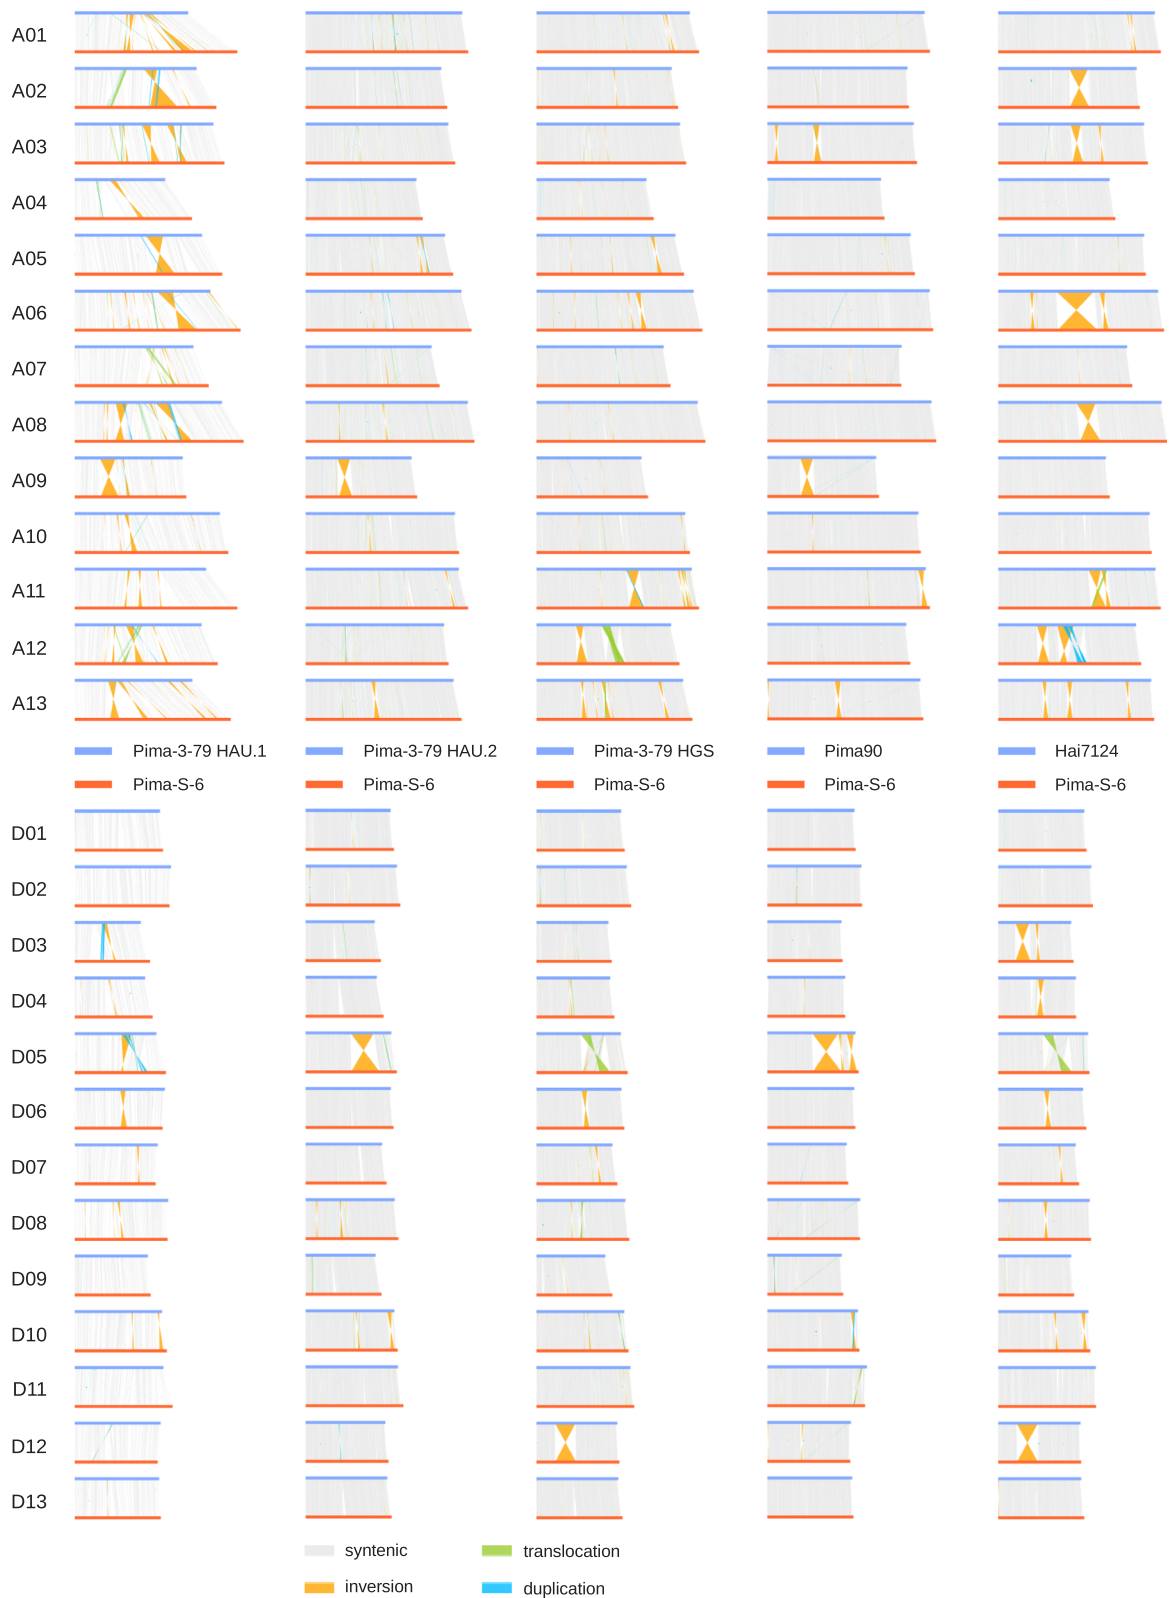 A01
A02
A03
A04
A05
A06
A07
A08
A09
A10
A11
A12
A13
Pima-3-79 HAU.1 Pima-3-79 HAU.2 Pima-3-79 HGS Pima90 Hai7124
Pima-S-6 Pima-S-6 Pima-S-6 Pima-S-6 Pima-S-6
D01
D02
D03
D04
D05
D06
D07
D08
D09
D10
D11
D12
D13
syntenic translocation
inversion duplication